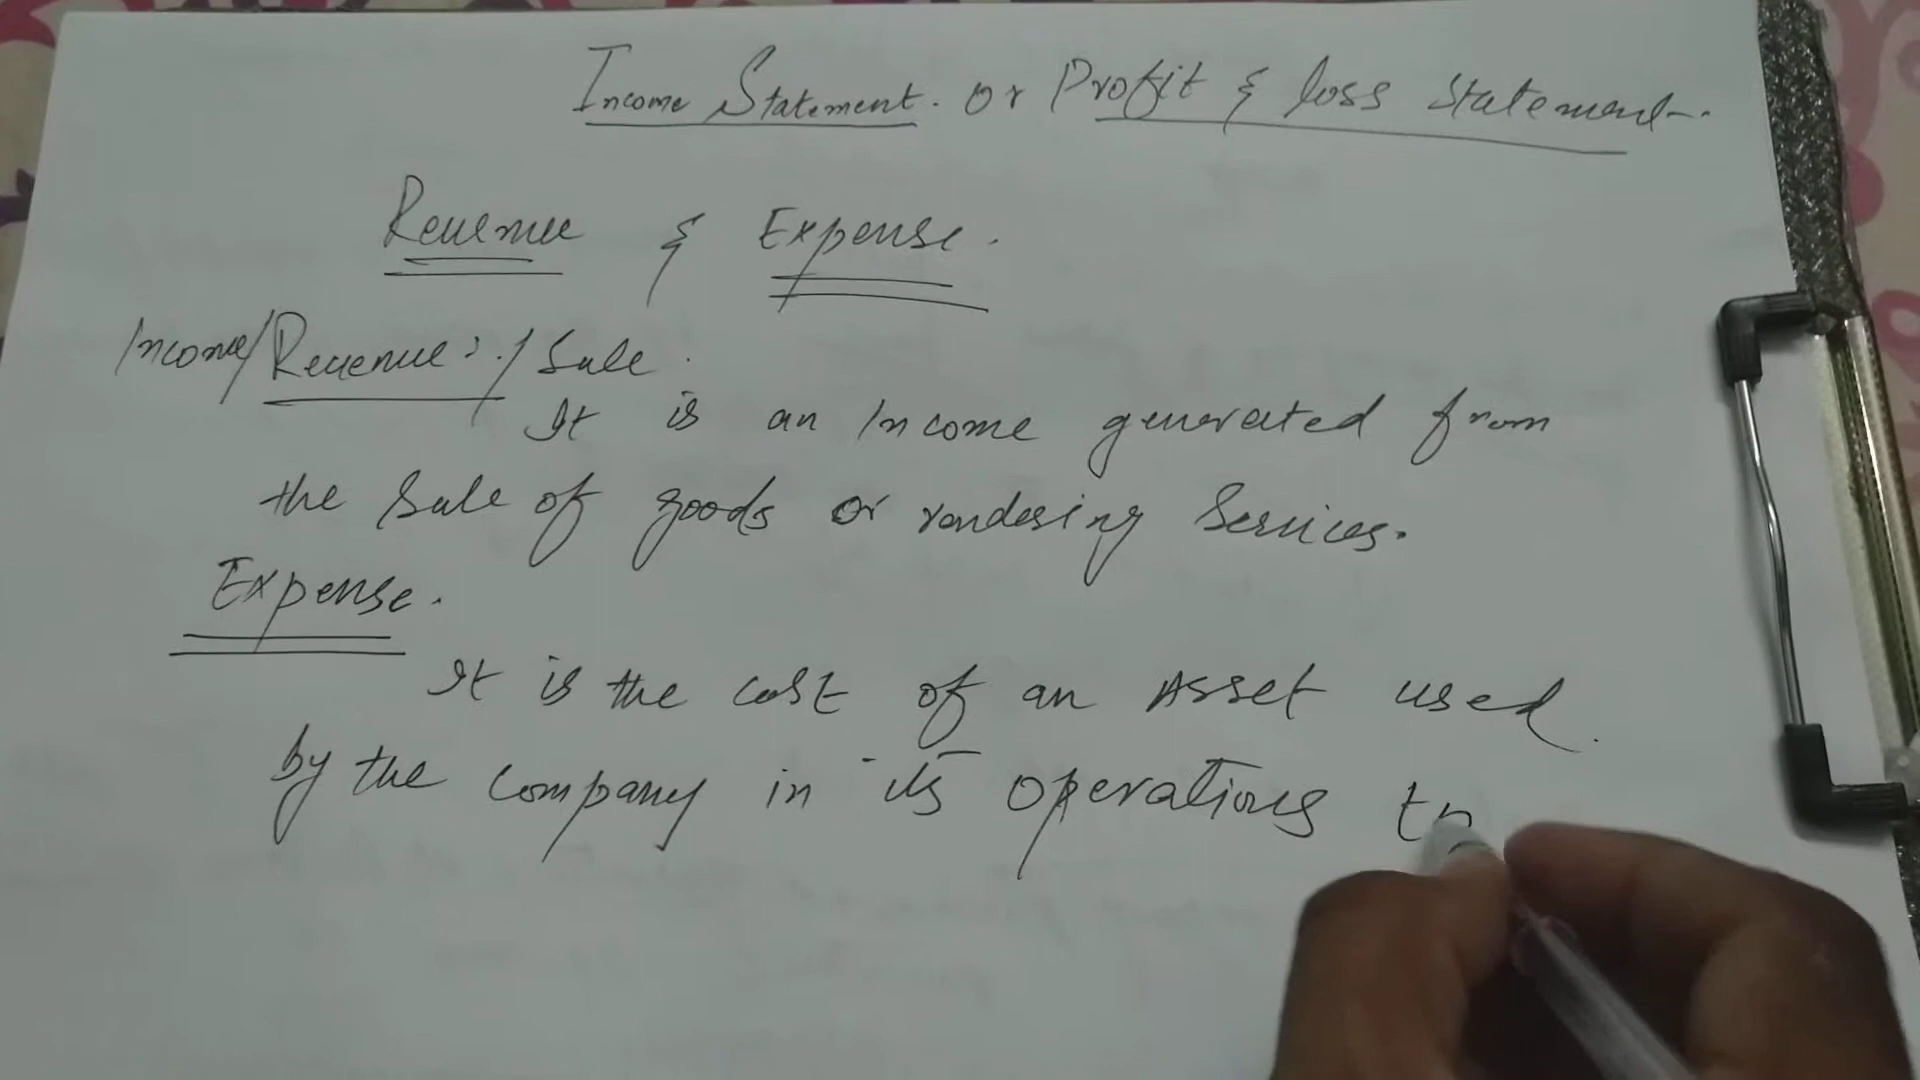 Income Statement. or Profit & loss statement.
Revenue & Expense.
Income/Revenue:./Sale.
It is an Income generated from
the Sale of goods or rendering Services.
Expense.
It is the cost of an Asset used
by the company in its operations